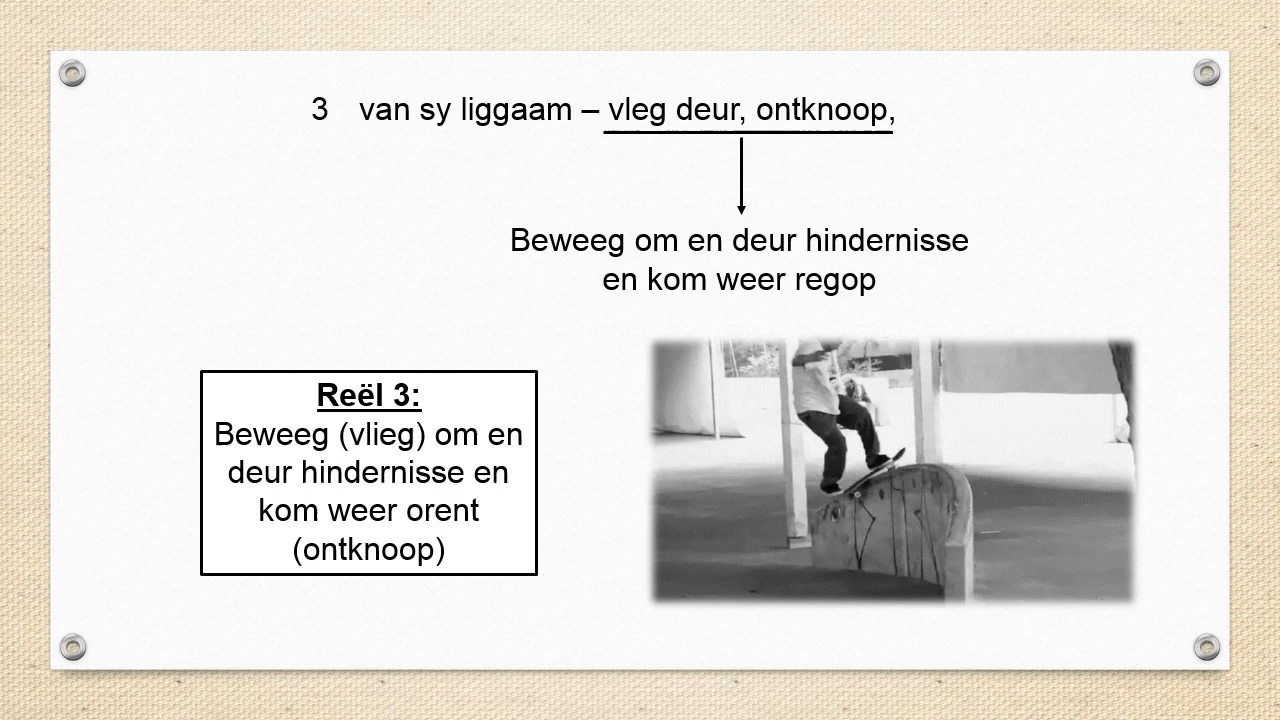 3 van sy liggaam – vleg deur, ontknoop,
Beweeg om en deur hindernisse
en kom weer regop
Reël 3:
Beweeg (vlieg) om en
deur hindernisse en
kom weer orent
(ontknoop)